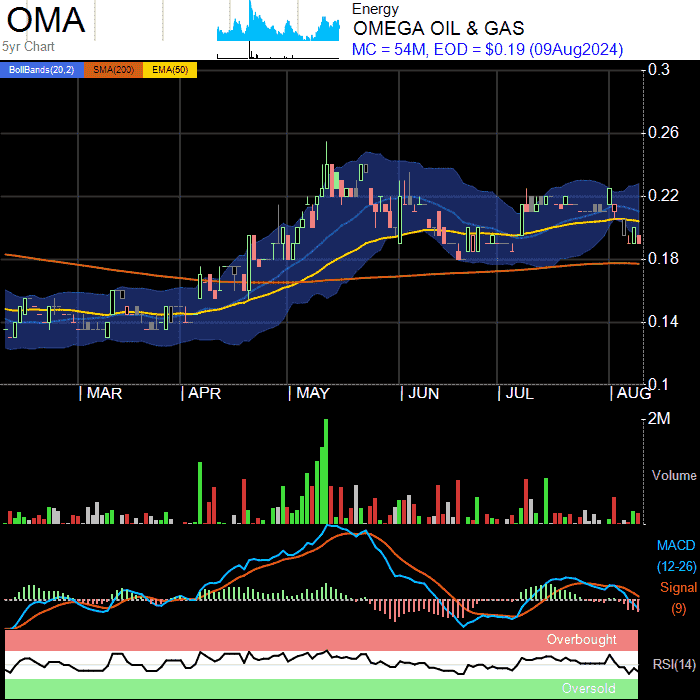 OMA
5yr Chart
Energy
OMEGA OIL & GAS
MC = 54M, EOD = $0.19 (09Aug2024)
BollBands(20,2) SMA(200) EMA(50)
0.3
0.26
0.22
0.18
0.14
0.1
| MAR | APR | MAY | JUN | JUL | AUG
2M
Volume
MACD
(12-26)
Signal
(9)
Overbought
RSI(14)
Oversold